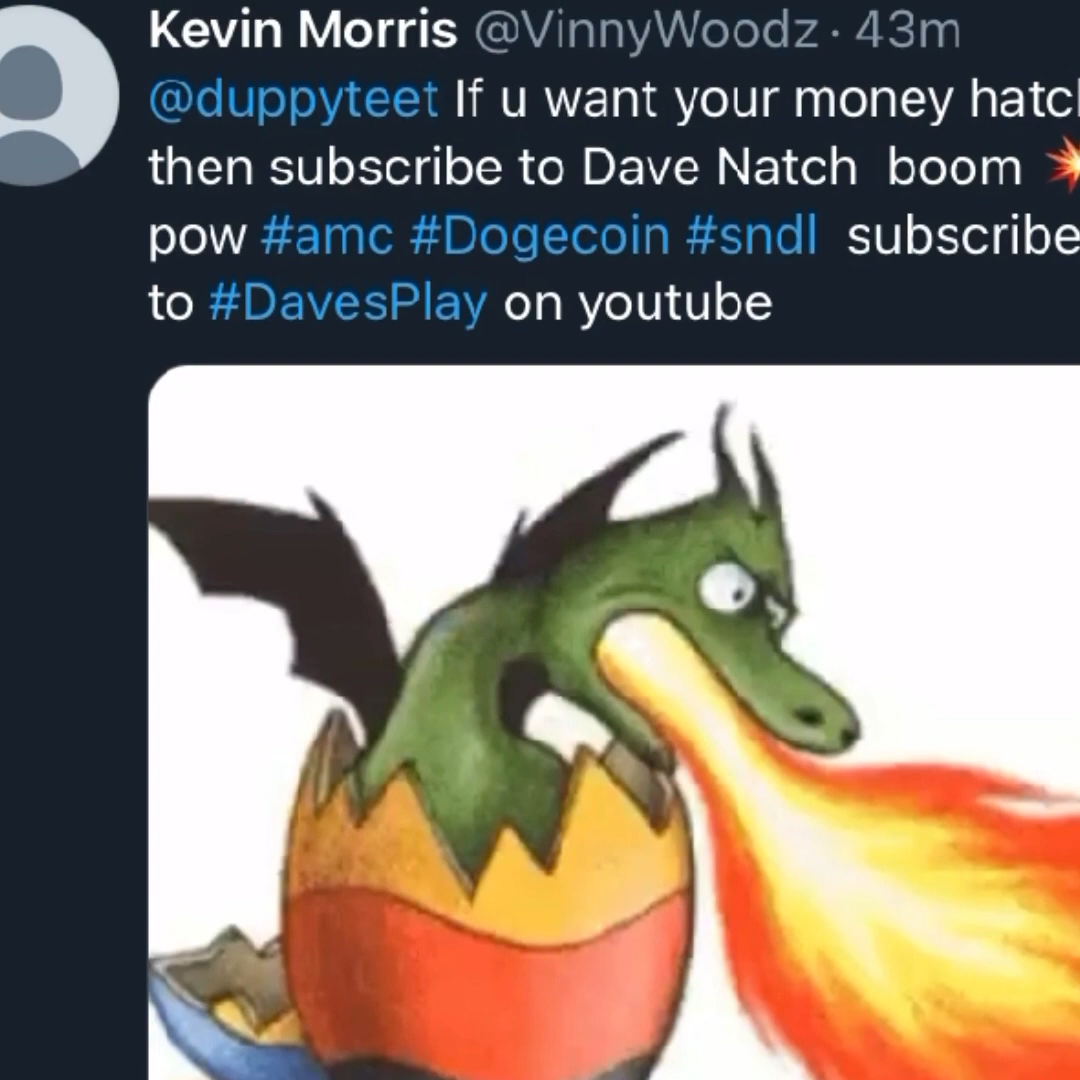 Kevin Morris @VinnyWoodz · 43m
@duppyteet If u want your money hatch
then subscribe to Dave Natch boom 💥
pow #amc #Dogecoin #sndl subscribe
to #DavesPlay on youtube